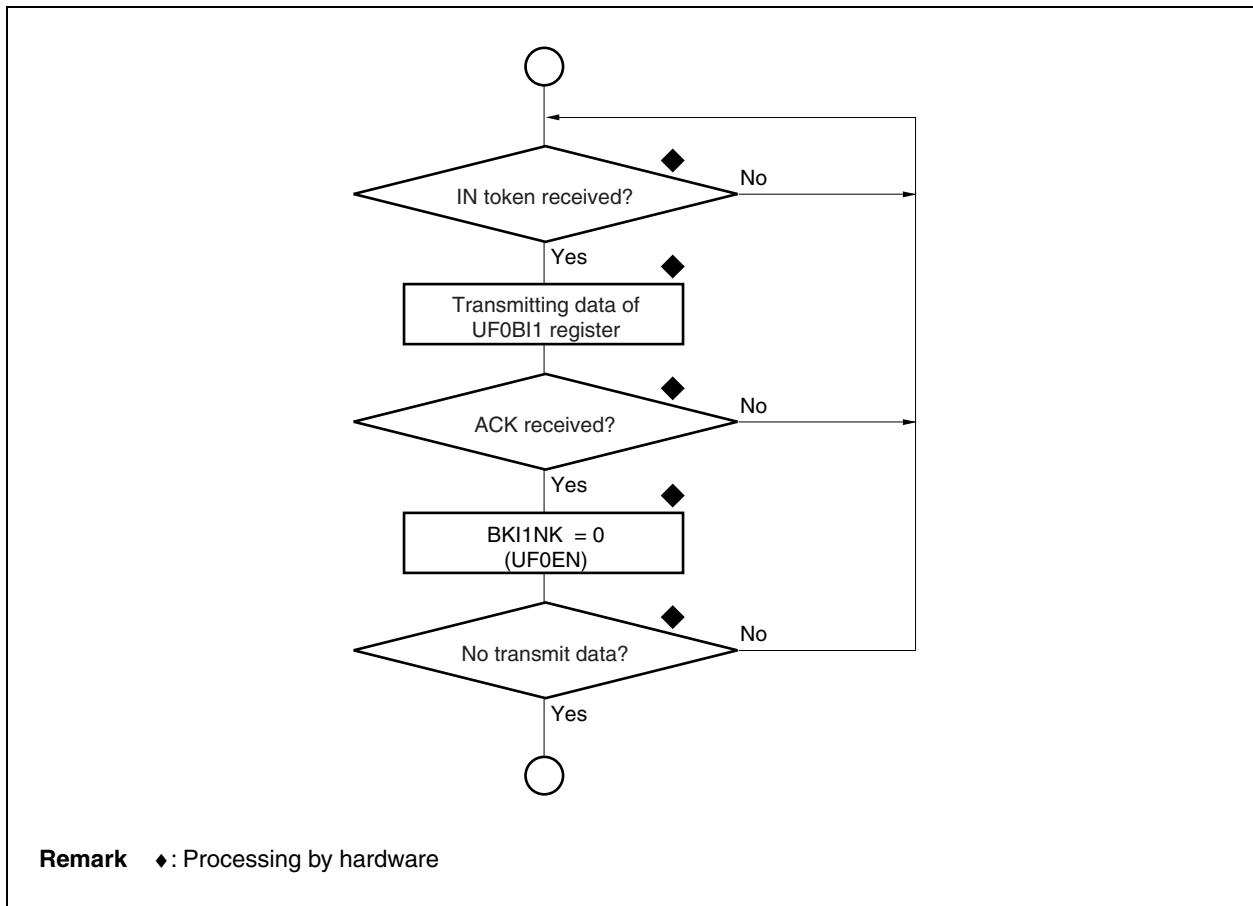 IN token received?
No
Yes
Transmitting data of
UF0BI1 register
ACK received?
No
Yes
BKI1NK = 0
(UF0EN)
No transmit data?
No
Yes
Remark ♦: Processing by hardware